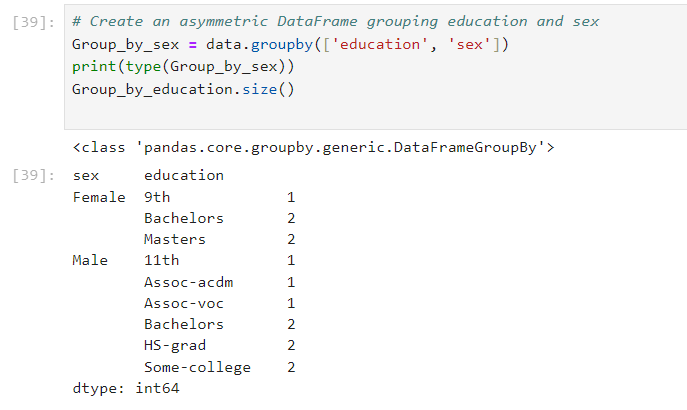 [39]: # Create an asymmetric DataFrame grouping education and sex
Group_by_sex = data.groupby(['education', 'sex'])
print(type(Group_by_sex))
Group_by_education.size()
<class 'pandas.core.groupby.generic.DataFrameGroupBy'>
[39]: sex education
Female 9th 1
Bachelors 2
Masters 2
Male 11th 1
Assoc-acdm 1
Assoc-voc 1
Bachelors 2
HS-grad 2
Some-college 2
dtype: int64